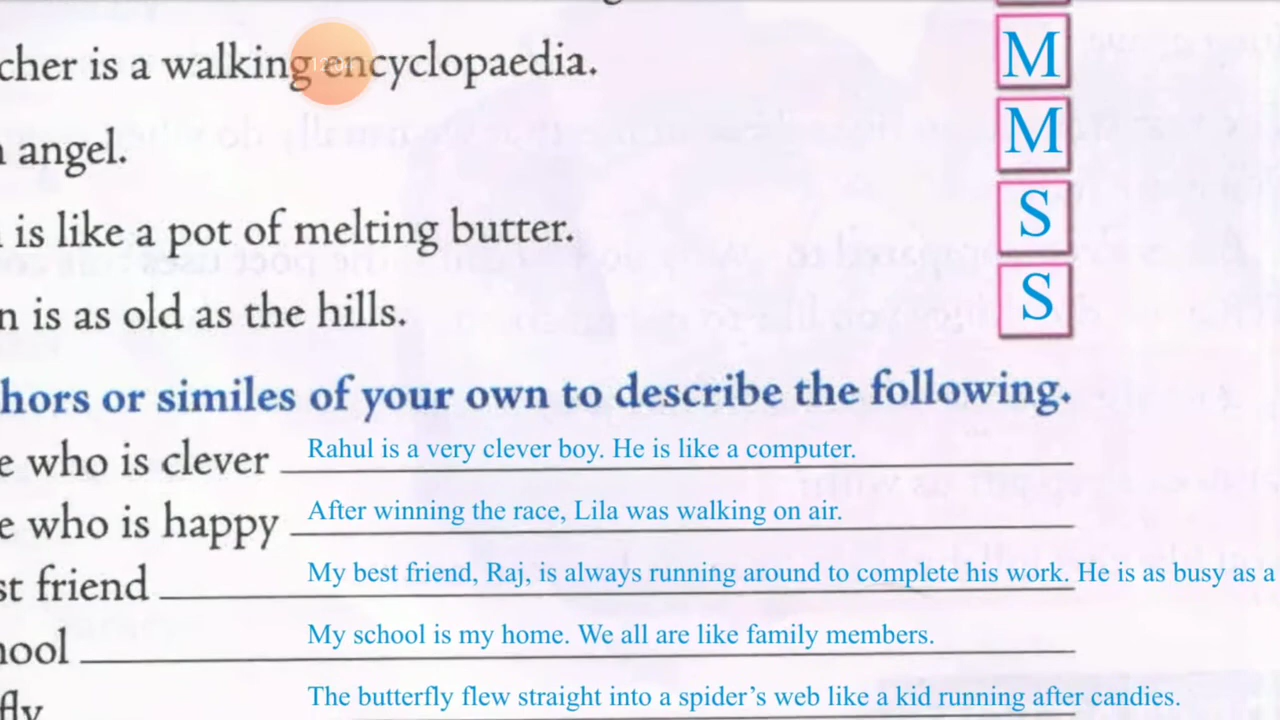 cher is a walking encyclopaedia. M
angel. M
is like a pot of melting butter. S
n is as old as the hills. S
hors or similes of your own to describe the following.
e who is clever Rahul is a very clever boy. He is like a computer.
e who is happy After winning the race, Lila was walking on air.
st friend My best friend, Raj, is always running around to complete his work. He is as busy as a
ool My school is my home. We all are like family members.
fly The butterfly flew straight into a spider's web like a kid running after candies.